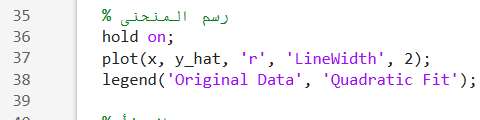 35 % رسم المنحنى
36 hold on;
37 plot(x, y_hat, 'r', 'LineWidth', 2);
38 legend('Original Data', 'Quadratic Fit');
39